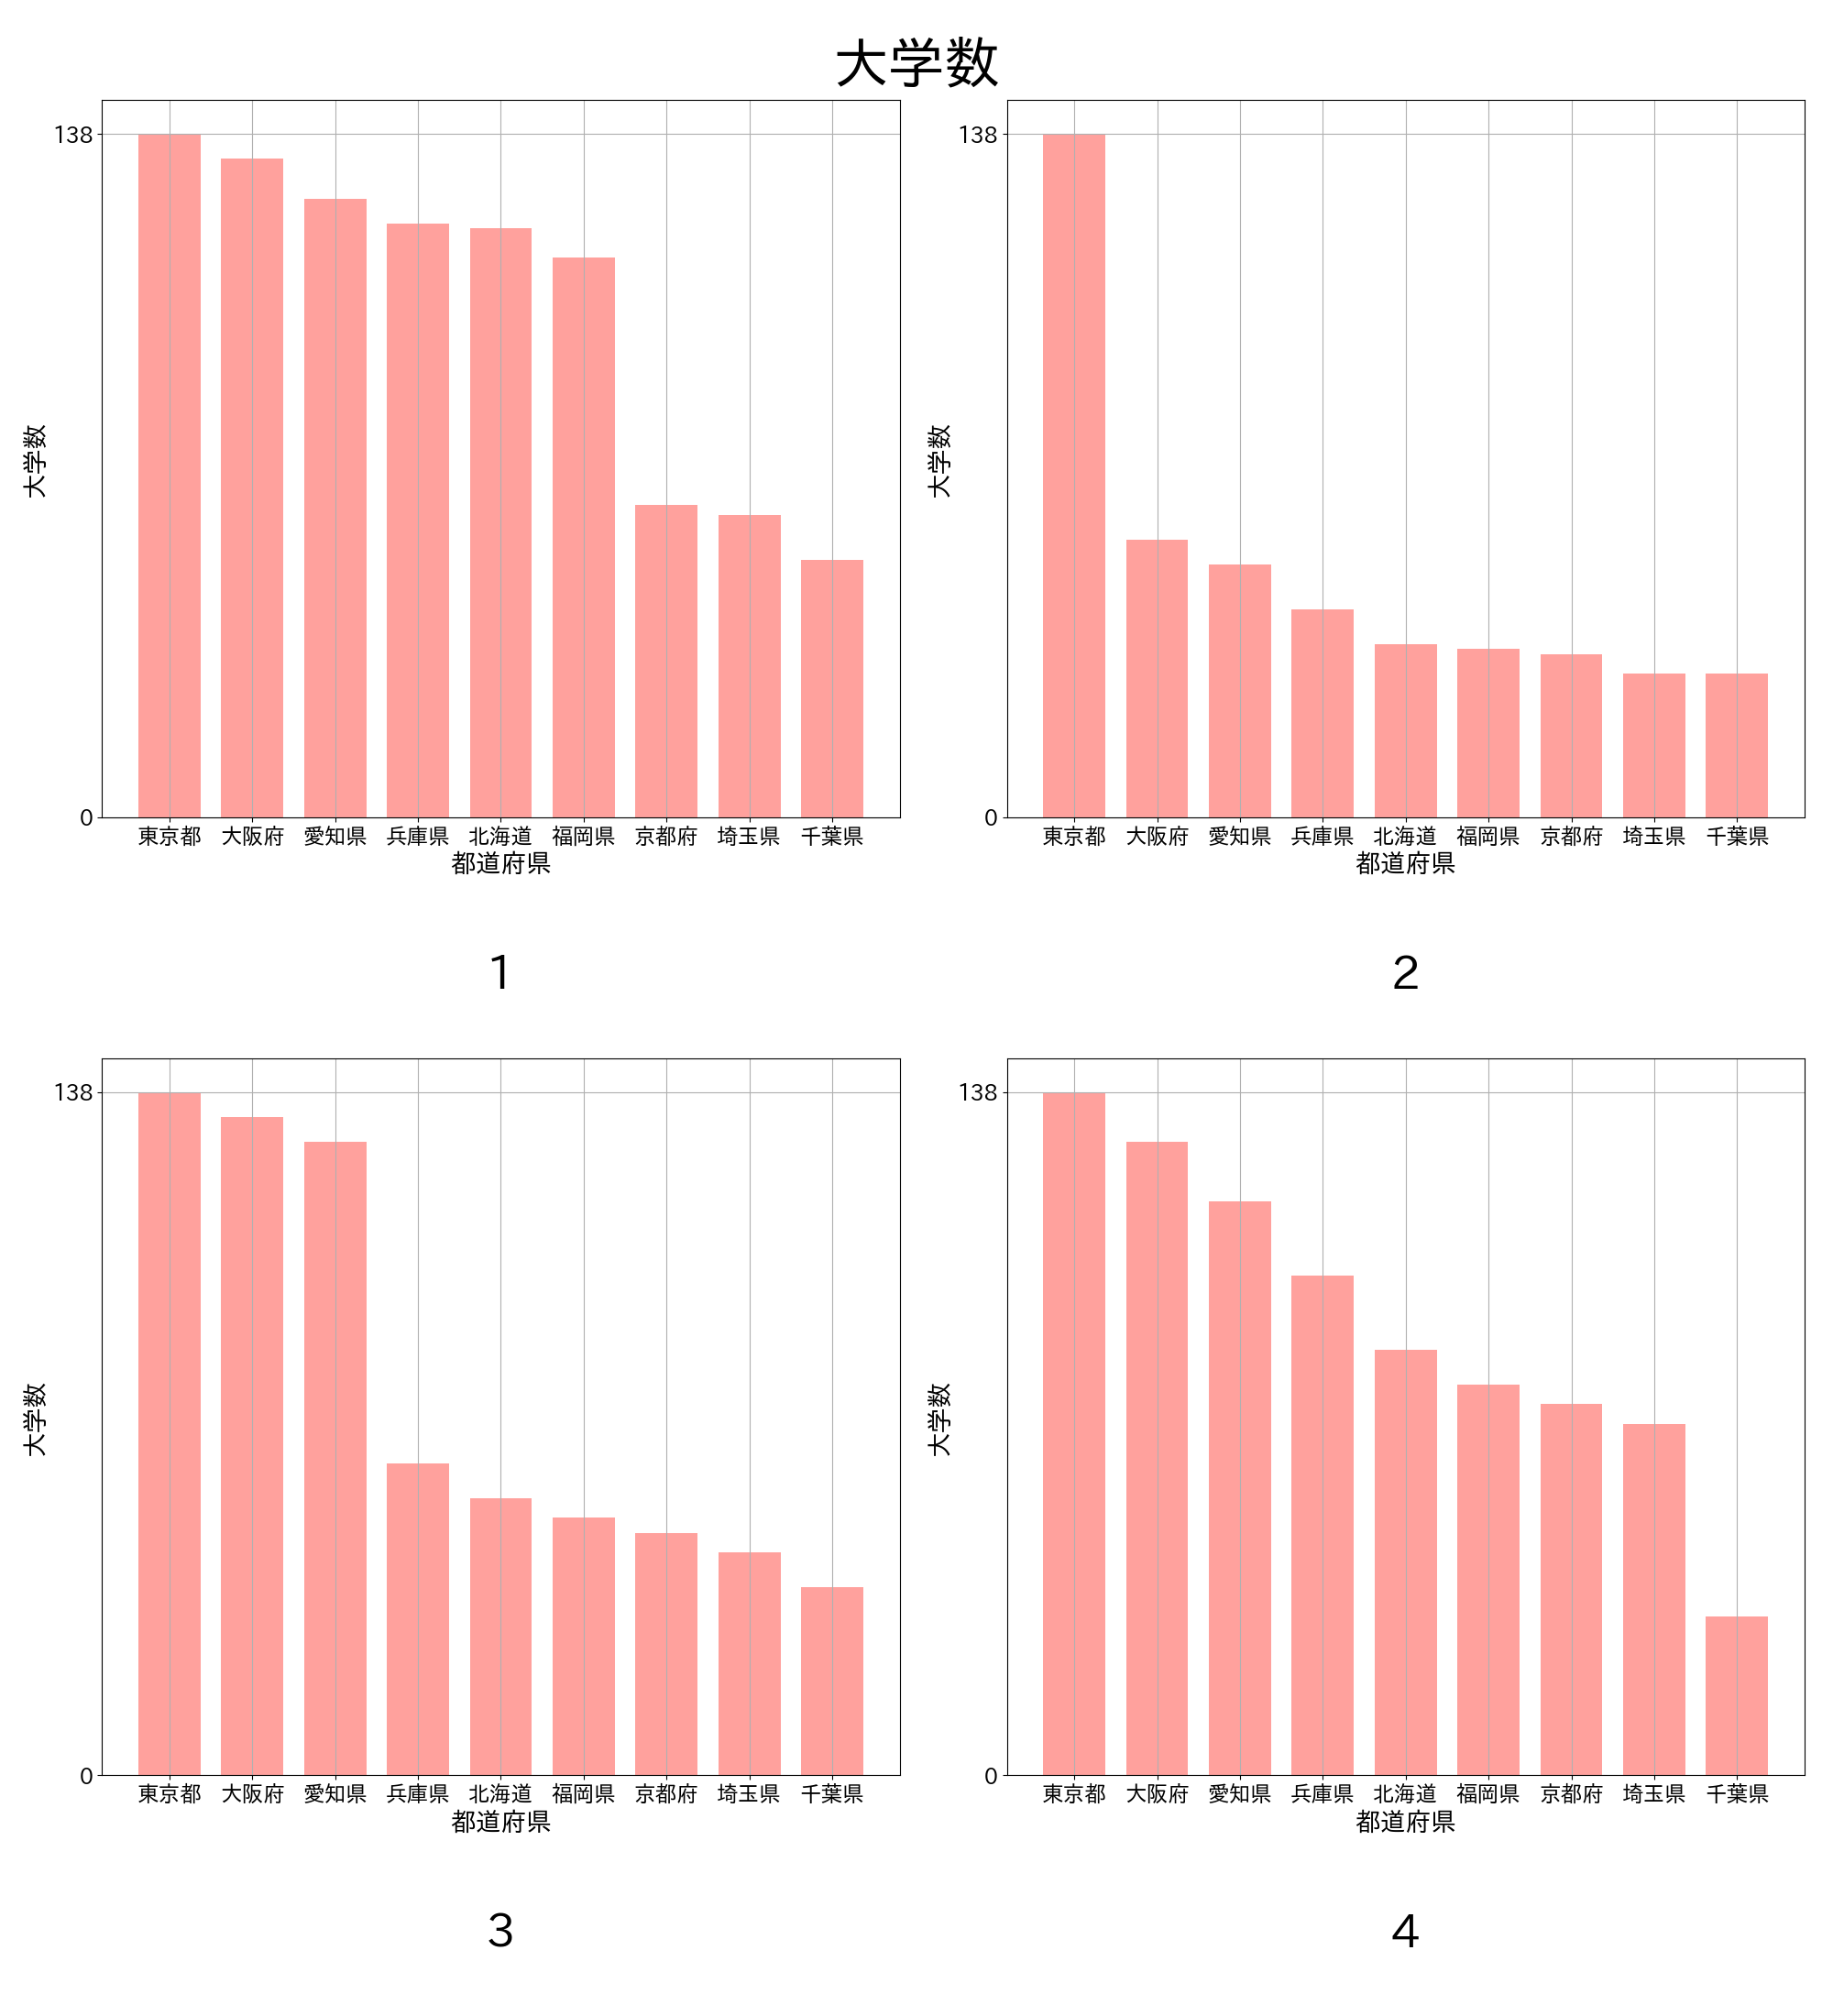 大学数
138
大学数
0
東京都 大阪府 愛知県 兵庫県 北海道 福岡県 京都府 埼玉県 千葉県
都道府県
1
138
大学数
0
東京都 大阪府 愛知県 兵庫県 北海道 福岡県 京都府 埼玉県 千葉県
都道府県
2
138
大学数
0
東京都 大阪府 愛知県 兵庫県 北海道 福岡県 京都府 埼玉県 千葉県
都道府県
3
138
大学数
0
東京都 大阪府 愛知県 兵庫県 北海道 福岡県 京都府 埼玉県 千葉県
都道府県
4